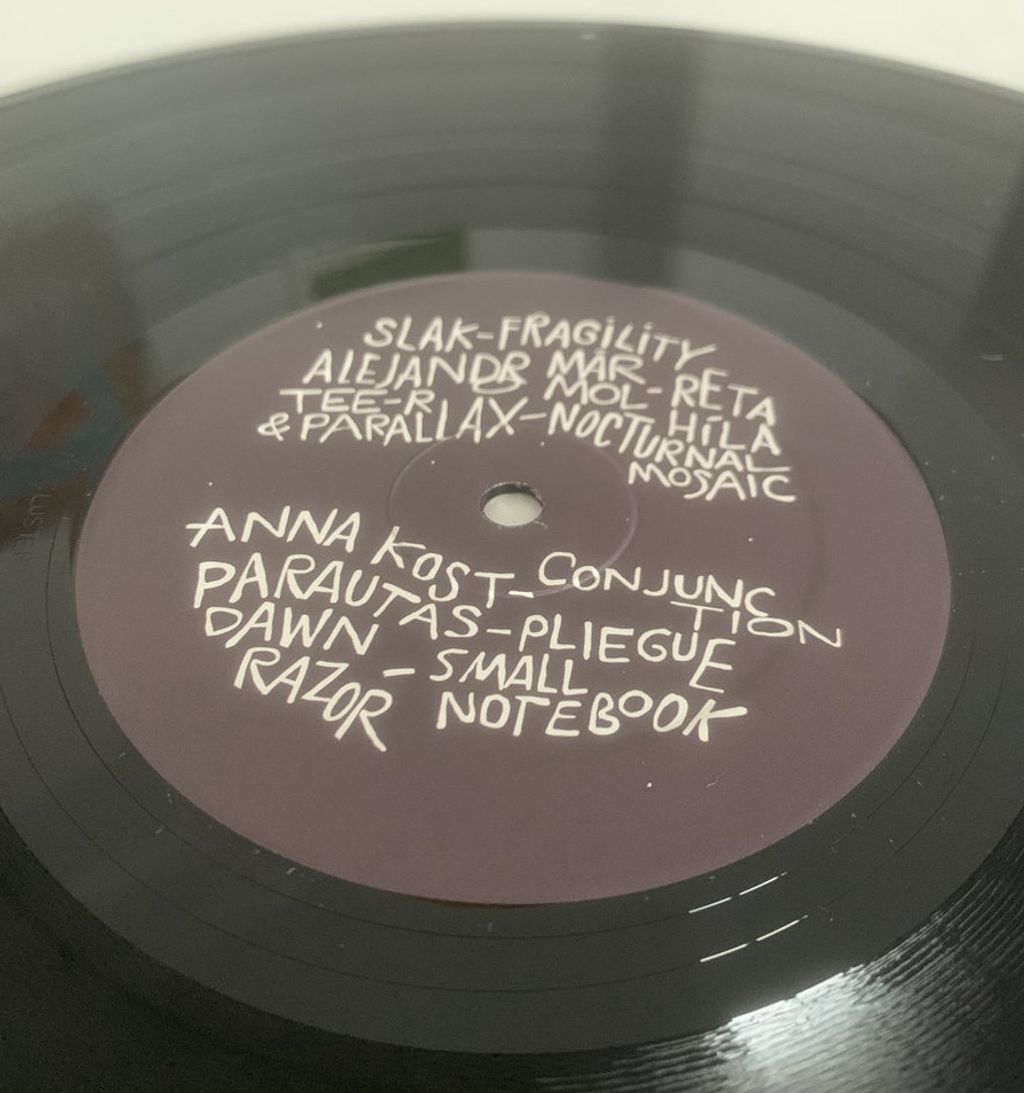 SLAK-FRAGiLiTY
ALEJANDR MAR
MOL-RETA
TEE-R HiLA
& PARALLAX-NOCTURNAL
MOSAIC
ANNA KOST-CONJUNC
TION
PARAUTAS-PLIEGUE
DAWN - SMALL
RAZOR NOTEBOOK